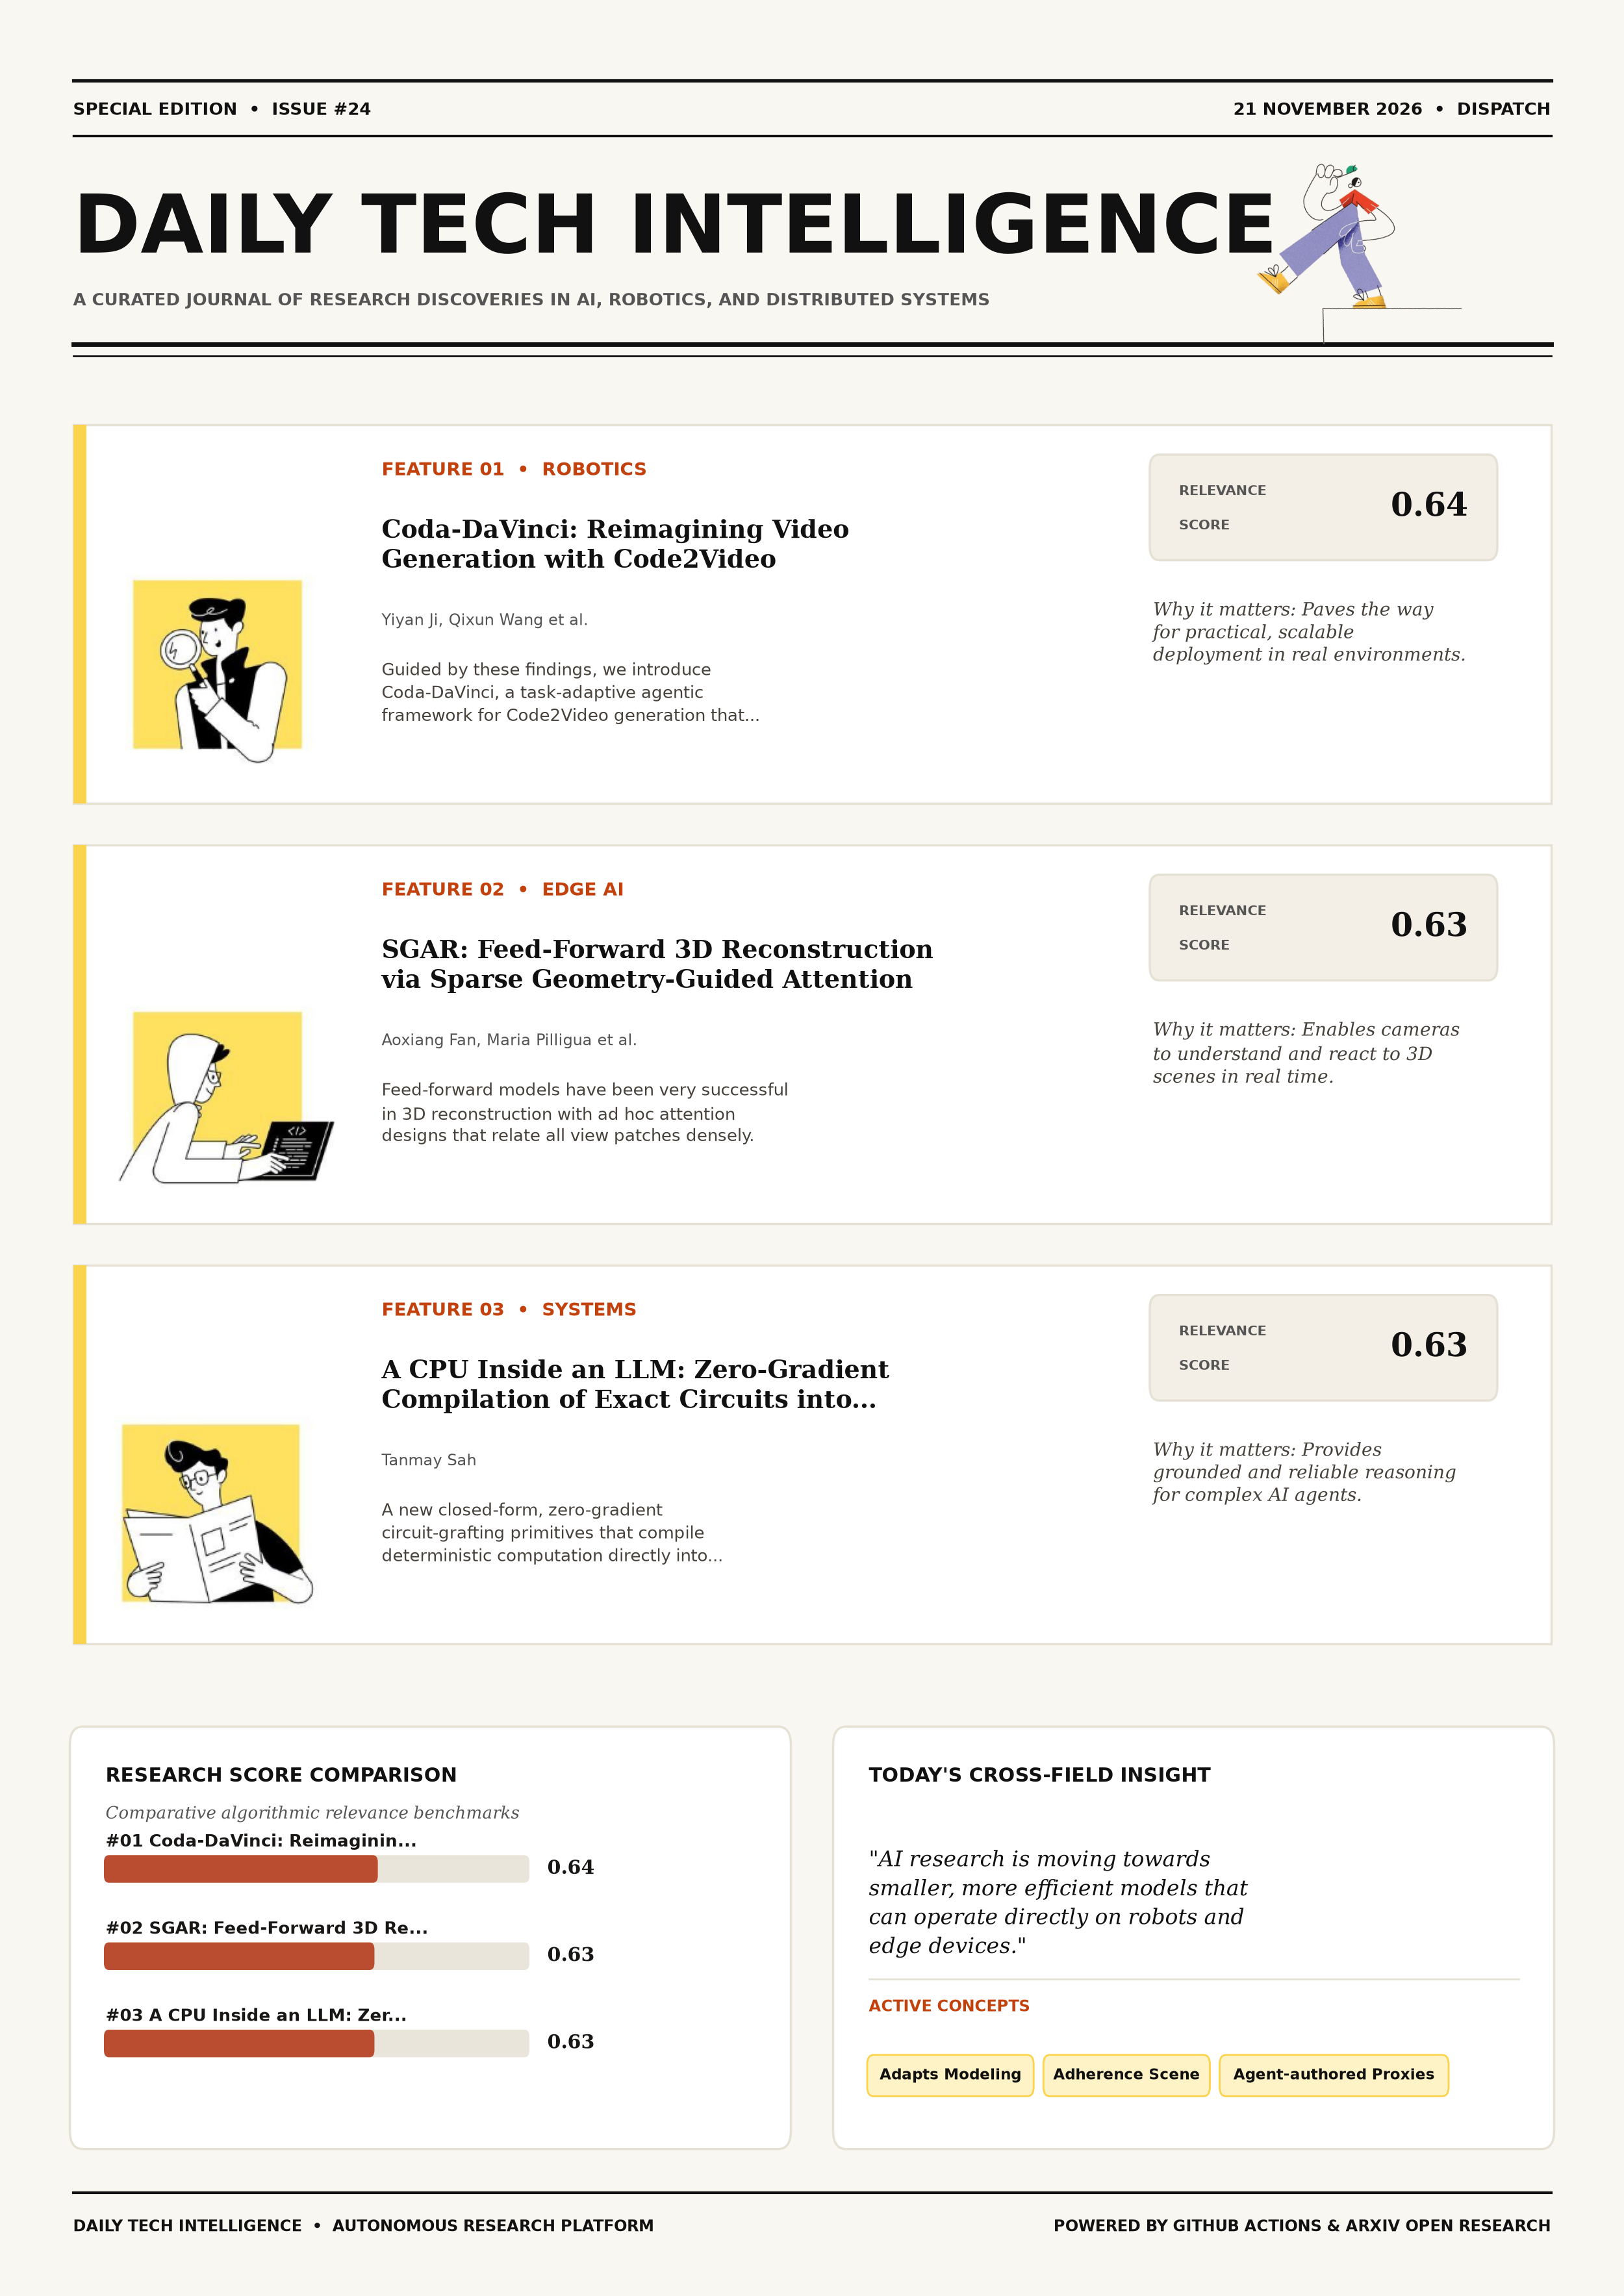 SPECIAL EDITION • ISSUE #24
21 NOVEMBER 2026 • DISPATCH
DAILY TECH INTELLIGENCE
A CURATED JOURNAL OF RESEARCH DISCOVERIES IN AI, ROBOTICS, AND DISTRIBUTED SYSTEMS
FEATURE 01 • ROBOTICS
Coda-DaVinci: Reimagining Video
Generation with Code2Video
Yiyan Ji, Qixun Wang et al.
Guided by these findings, we introduce
Coda-DaVinci, a task-adaptive agentic
framework for Code2Video generation that...
RELEVANCE
SCORE
0.64
Why it matters: Paves the way
for practical, scalable
deployment in real environments.
FEATURE 02 • EDGE AI
SGAR: Feed-Forward 3D Reconstruction
via Sparse Geometry-Guided Attention
Aoxiang Fan, Maria Pilligua et al.
Feed-forward models have been very successful
in 3D reconstruction with ad hoc attention
designs that relate all view patches densely.
</>
RELEVANCE
SCORE
0.63
Why it matters: Enables cameras
to understand and react to 3D
scenes in real time.
FEATURE 03 • SYSTEMS
A CPU Inside an LLM: Zero-Gradient
Compilation of Exact Circuits into...
Tanmay Sah
A new closed-form, zero-gradient
circuit-grafting primitives that compile
deterministic computation directly into...
RELEVANCE
SCORE
0.63
Why it matters: Provides
grounded and reliable reasoning
for complex AI agents.
RESEARCH SCORE COMPARISON
Comparative algorithmic relevance benchmarks
#01 Coda-DaVinci: Reimaginin...
0.64
#02 SGAR: Feed-Forward 3D Re...
0.63
#03 A CPU Inside an LLM: Zer...
0.63
TODAY'S CROSS-FIELD INSIGHT
"AI research is moving towards
smaller, more efficient models that
can operate directly on robots and
edge devices."
ACTIVE CONCEPTS
Adapts Modeling
Adherence Scene
Agent-authored Proxies
DAILY TECH INTELLIGENCE • AUTONOMOUS RESEARCH PLATFORM
POWERED BY GITHUB ACTIONS & ARXIV OPEN RESEARCH